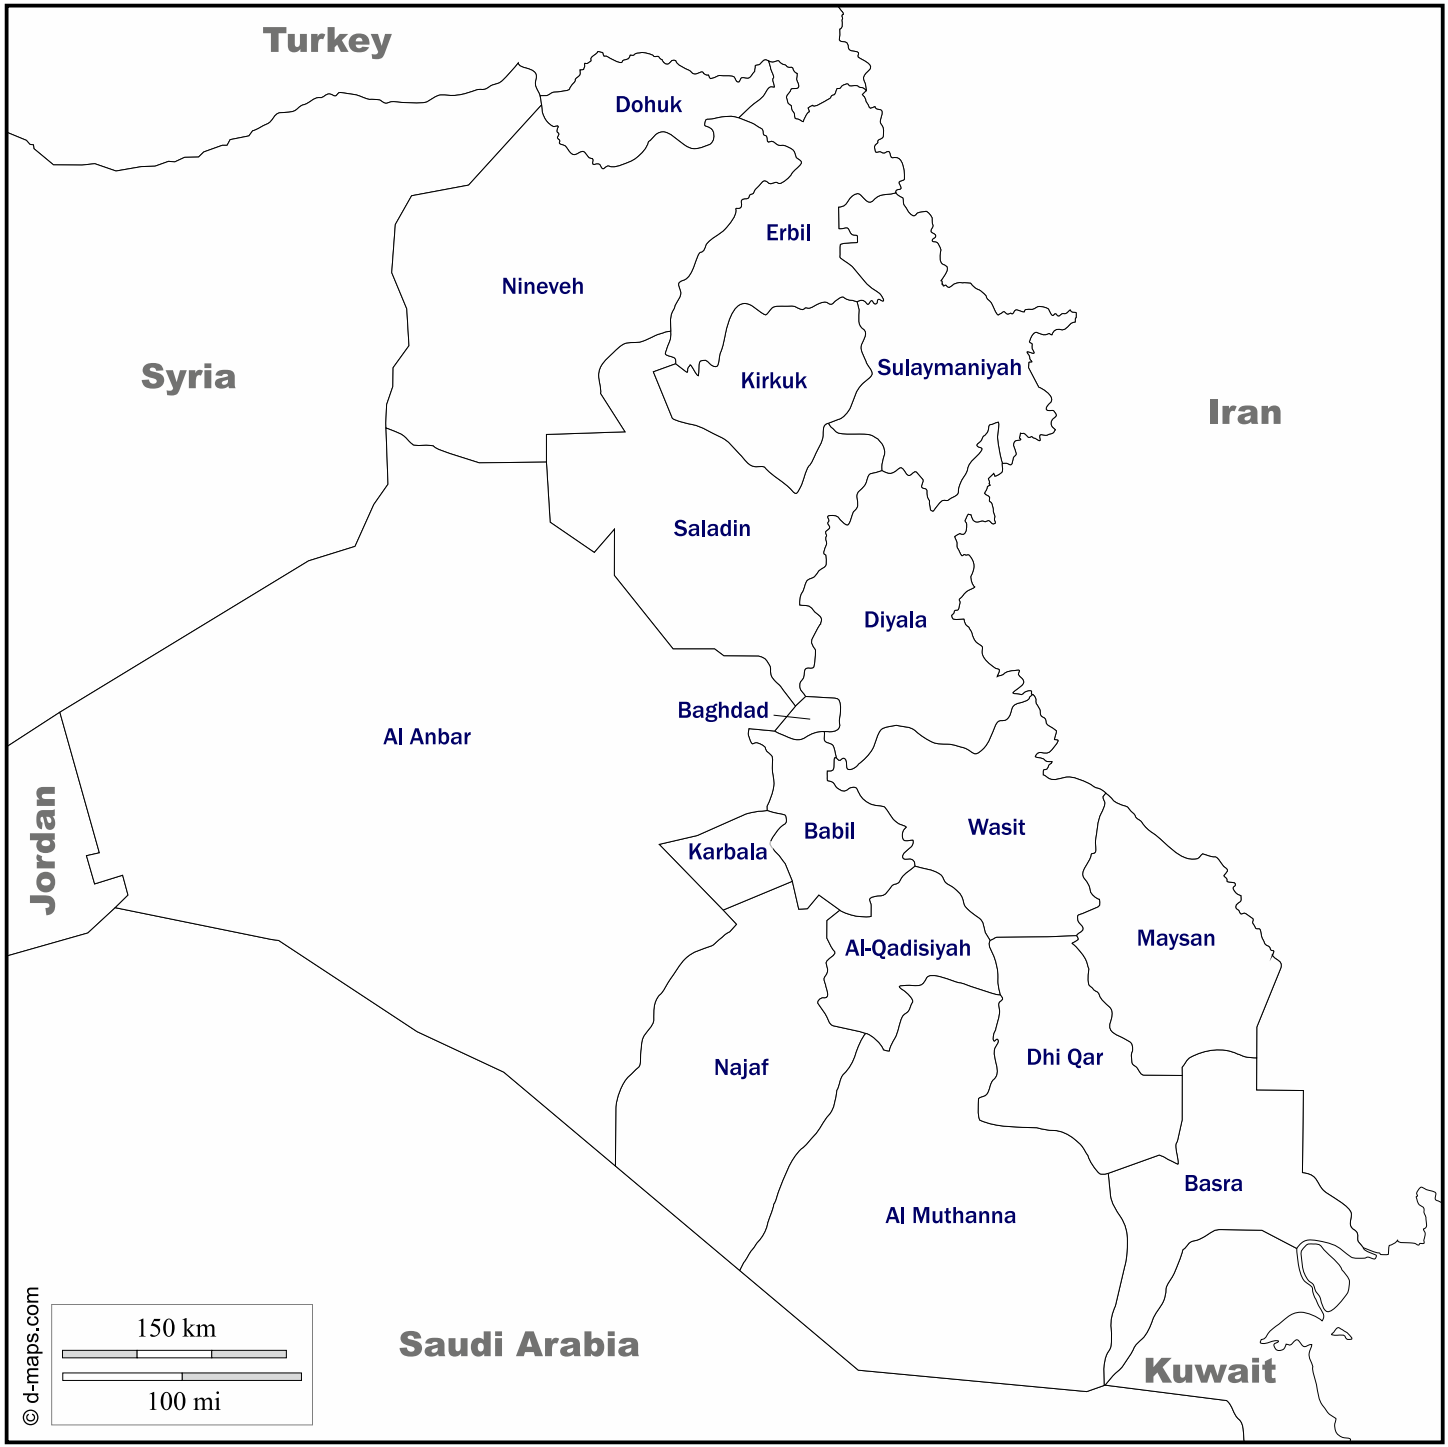 Turkey
Dohuk
Erbil
Nineveh
Syria
Kirkuk
Sulaymaniyah
Iran
Saladin
Diyala
Baghdad
Al Anbar
Jordan
Babil
Wasit
Karbala
Al-Qadisiyah
Maysan
Najaf
Dhi Qar
Basra
Al Muthanna
Saudi Arabia
Kuwait
150 km
100 mi
© d-maps.com